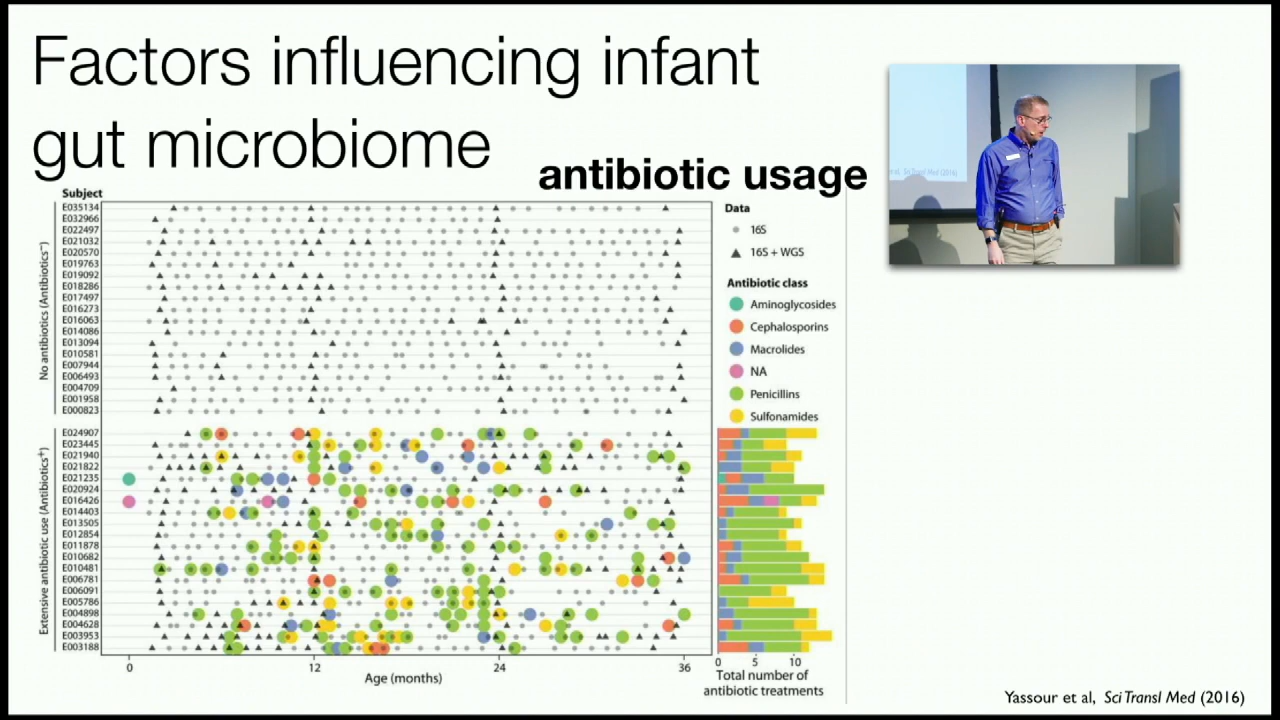 Factors influencing infant
gut microbiome
antibiotic usage
Subject
No antibiotics (Antibiotics⁻)
E035134
E032966
E022497
E021032
E020570
E019763
E019092
E018286
E017497
E016273
E016063
E014086
E013094
E010581
E007944
E006493
E004709
E001958
E000823
Extensive antibiotic use (Antibiotics⁺)
E024907
E023445
E021940
E021822
E021235
E020924
E016426
E014403
E013505
E012854
E011878
E010682
E010481
E006781
E006091
E005786
E004898
E004628
E003953
E003188
0 12 24 36
Age (months)
Data
16S
16S + WGS
Antibiotic class
Aminoglycosides
Cephalosporins
Macrolides
NA
Penicillins
Sulfonamides
0 5 10
Total number of
antibiotic treatments
Med (2016)
Yassour et al, Sci Transl Med (2016)